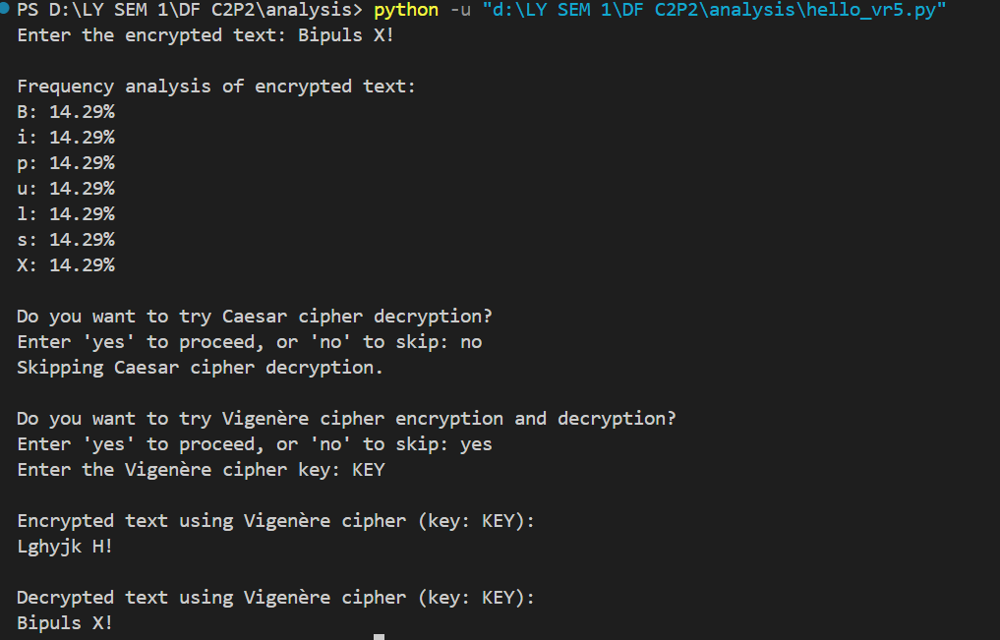 PS D:\LY SEM 1\DF C2P2\analysis> python -u "d:\LY SEM 1\DF C2P2\analysis\hello_vr5.py"
Enter the encrypted text: Bipuls X!
Frequency analysis of encrypted text:
B: 14.29%
i: 14.29%
p: 14.29%
u: 14.29%
l: 14.29%
s: 14.29%
X: 14.29%
Do you want to try Caesar cipher decryption?
Enter 'yes' to proceed, or 'no' to skip: no
Skipping Caesar cipher decryption.
Do you want to try Vigenère cipher encryption and decryption?
Enter 'yes' to proceed, or 'no' to skip: yes
Enter the Vigenère cipher key: KEY
Encrypted text using Vigenère cipher (key: KEY):
Lghyjk H!
Decrypted text using Vigenère cipher (key: KEY):
Bipuls X!